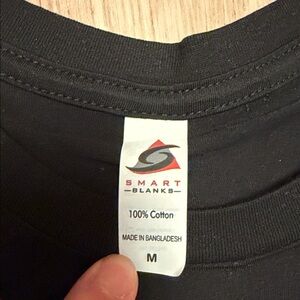 SMART
BLANKS
100% Cotton
MADE IN BANGLADESH
M